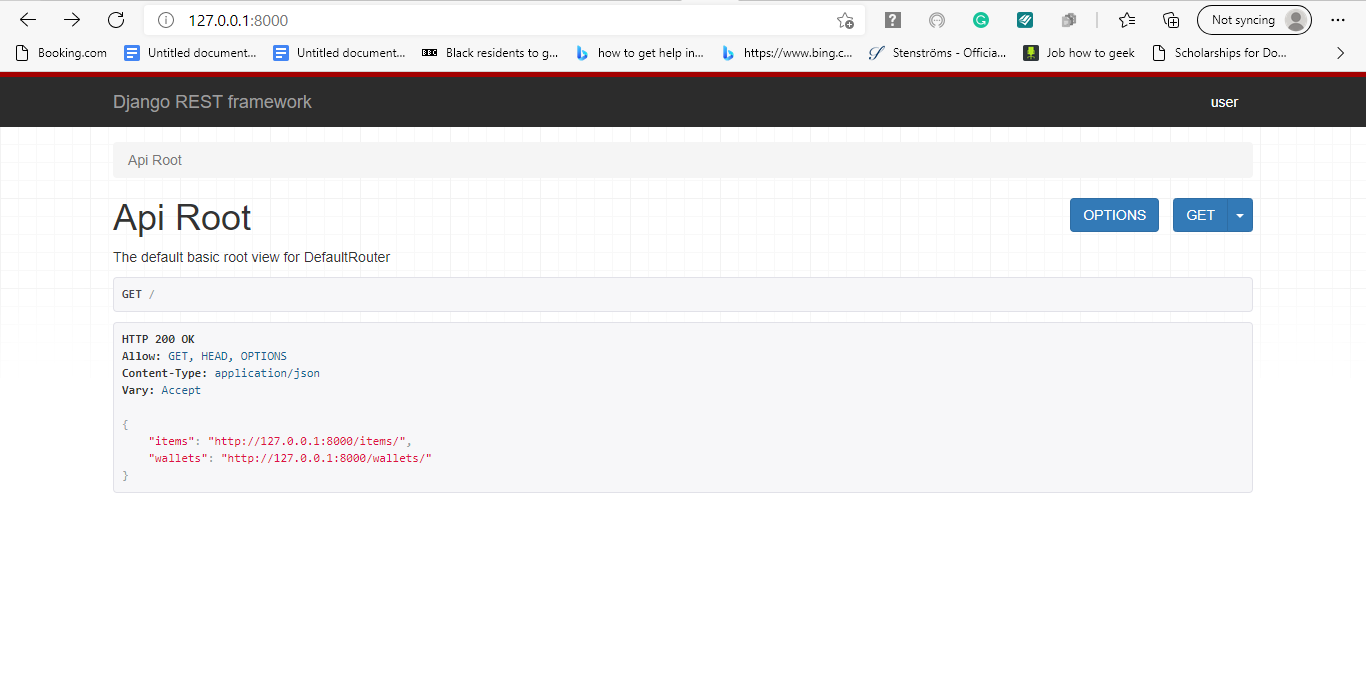 127.0.0.1:8000
Not syncing
Booking.com Untitled document... Untitled document... BBC Black residents to g... how to get help in... https://www.bing.c... Stenströms - Officia... Job how to geek Scholarships for Do...
Django REST framework user
Api Root
Api Root OPTIONS GET
The default basic root view for DefaultRouter
GET /
HTTP 200 OK
Allow: GET, HEAD, OPTIONS
Content-Type: application/json
Vary: Accept
{
"items": "http://127.0.0.1:8000/items/",
"wallets": "http://127.0.0.1:8000/wallets/"
}